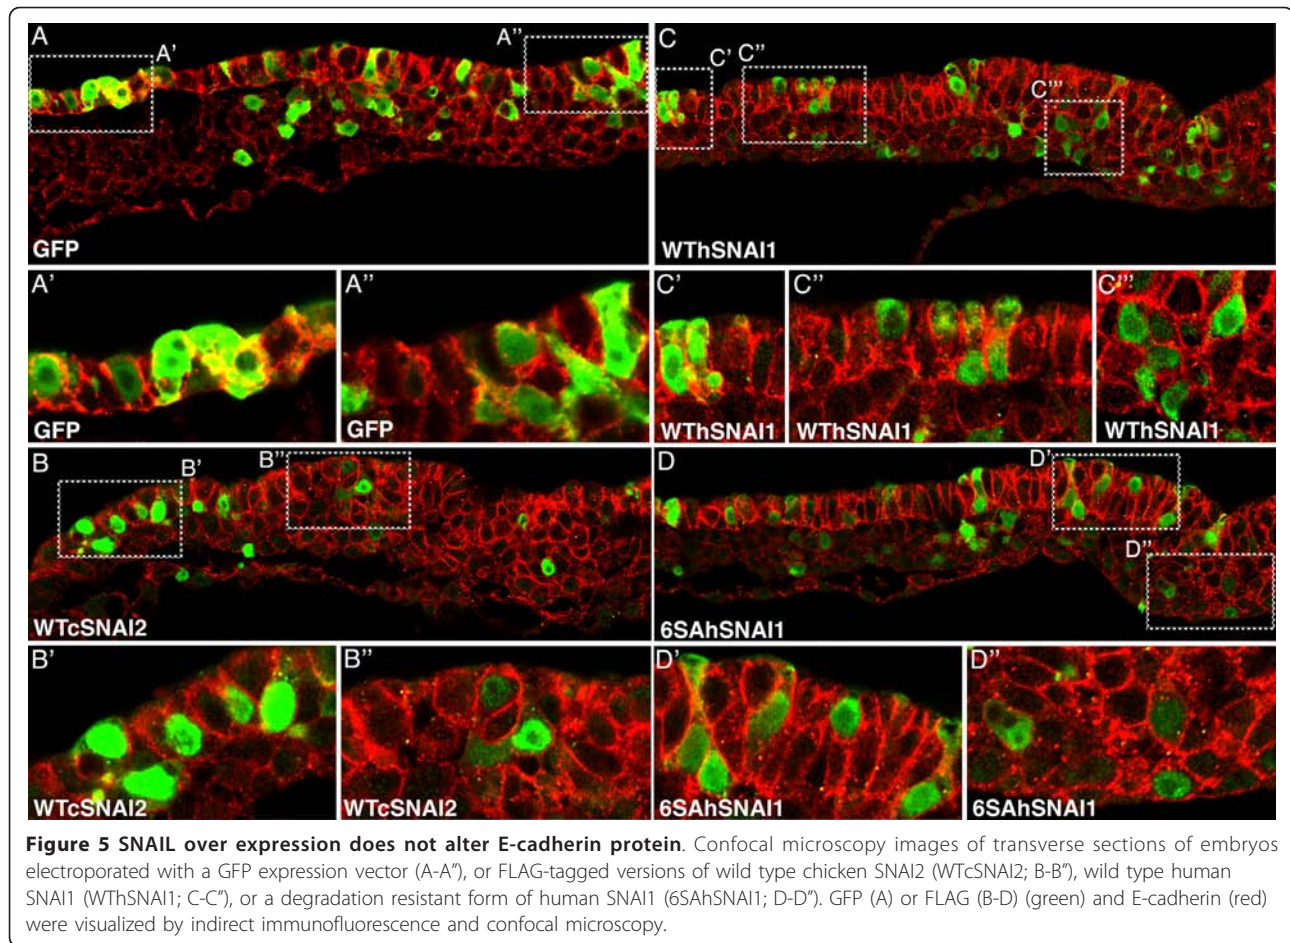 A
A'
A''
C
C'
C''
C'''
GFP
WThSNAI1
A'
A''
C'
C''
C'''
GFP
GFP
WThSNAI1
WThSNAI1
WThSNAI1
B
B'
B''
D
D'
D''
WTcSNAI2
6SAhSNAI1
B'
B''
D'
D''
WTcSNAI2
WTcSNAI2
6SAhSNAI1
6SAhSNAI1
Figure 5 SNAIL over expression does not alter E-cadherin protein. Confocal microscopy images of transverse sections of embryos
electroporated with a GFP expression vector (A-A”), or FLAG-tagged versions of wild type chicken SNAI2 (WTcSNAI2; B-B”), wild type human
SNAI1 (WThSNAI1; C-C”), or a degradation resistant form of human SNAI1 (6SAhSNAI1; D-D”). GFP (A) or FLAG (B-D) (green) and E-cadherin (red)
were visualized by indirect immunofluorescence and confocal microscopy.